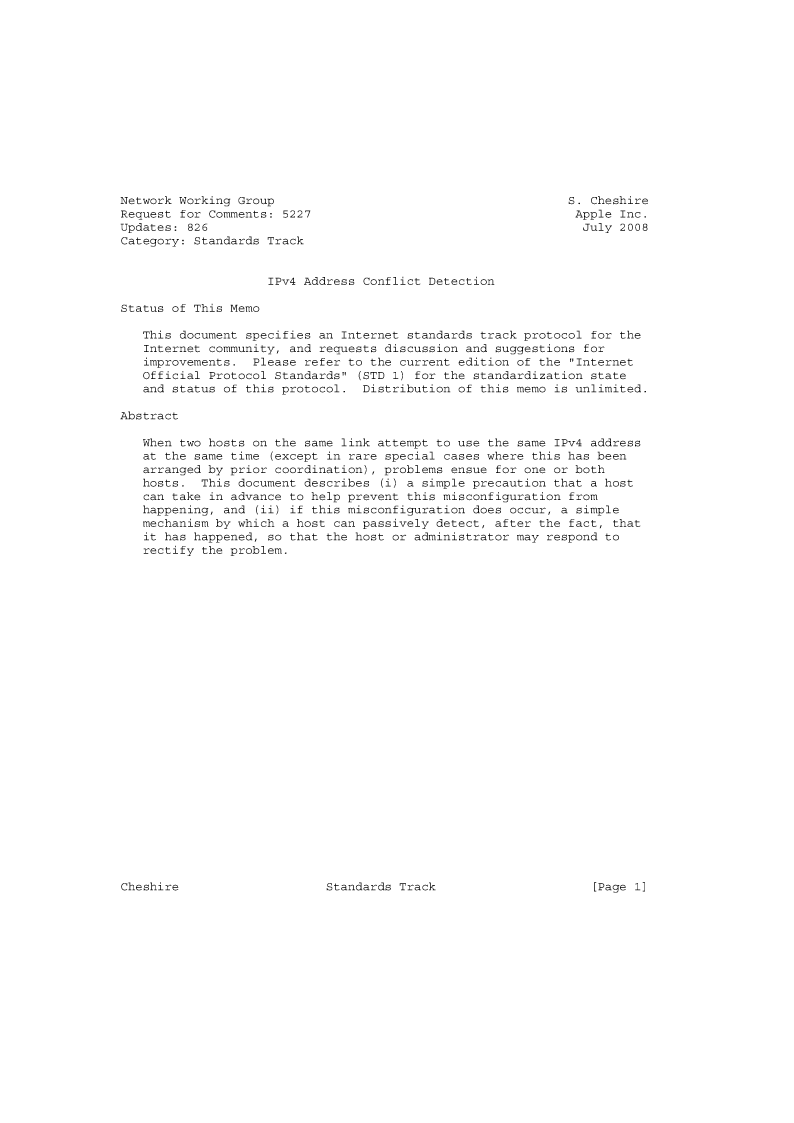 Network Working Group                                        S. Cheshire
Request for Comments: 5227                                    Apple Inc.
Updates: 826                                                   July 2008
Category: Standards Track
IPv4 Address Conflict Detection
Status of This Memo
This document specifies an Internet standards track protocol for the
Internet community, and requests discussion and suggestions for
improvements.  Please refer to the current edition of the "Internet
Official Protocol Standards" (STD 1) for the standardization state
and status of this protocol.  Distribution of this memo is unlimited.
Abstract
When two hosts on the same link attempt to use the same IPv4 address
at the same time (except in rare special cases where this has been
arranged by prior coordination), problems ensue for one or both
hosts.  This document describes (i) a simple precaution that a host
can take in advance to help prevent this misconfiguration from
happening, and (ii) if this misconfiguration does occur, a simple
mechanism by which a host can passively detect, after the fact, that
it has happened, so that the host or administrator may respond to
rectify the problem.
Cheshire                    Standards Track                     [Page 1]